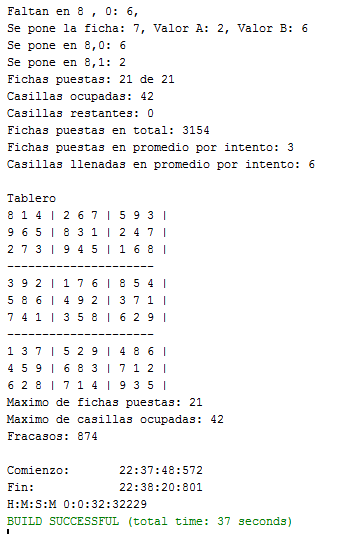 Faltan en 8 , 0: 6,
Se pone la ficha: 7, Valor A: 2, Valor B: 6
Se pone en 8,0: 6
Se pone en 8,1: 2
Fichas puestas: 21 de 21
Casillas ocupadas: 42
Casillas restantes: 0
Fichas puestas en total: 3154
Fichas puestas en promedio por intento: 3
Casillas llenadas en promedio por intento: 6
Tablero
8 1 4 | 2 6 7 | 5 9 3 |
9 6 5 | 8 3 1 | 2 4 7 |
2 7 3 | 9 4 5 | 1 6 8 |
----------------------
3 9 2 | 1 7 6 | 8 5 4 |
5 8 6 | 4 9 2 | 3 7 1 |
7 4 1 | 3 5 8 | 6 2 9 |
----------------------
1 3 7 | 5 2 9 | 4 8 6 |
4 5 9 | 6 8 3 | 7 1 2 |
6 2 8 | 7 1 4 | 9 3 5 |
Maximo de fichas puestas: 21
Maximo de casillas ocupadas: 42
Fracasos: 874
Comienzo: 22:37:48:572
Fin: 22:38:20:801
H:M:S:M 0:0:32:32229
BUILD SUCCESSFUL (total time: 37 seconds)